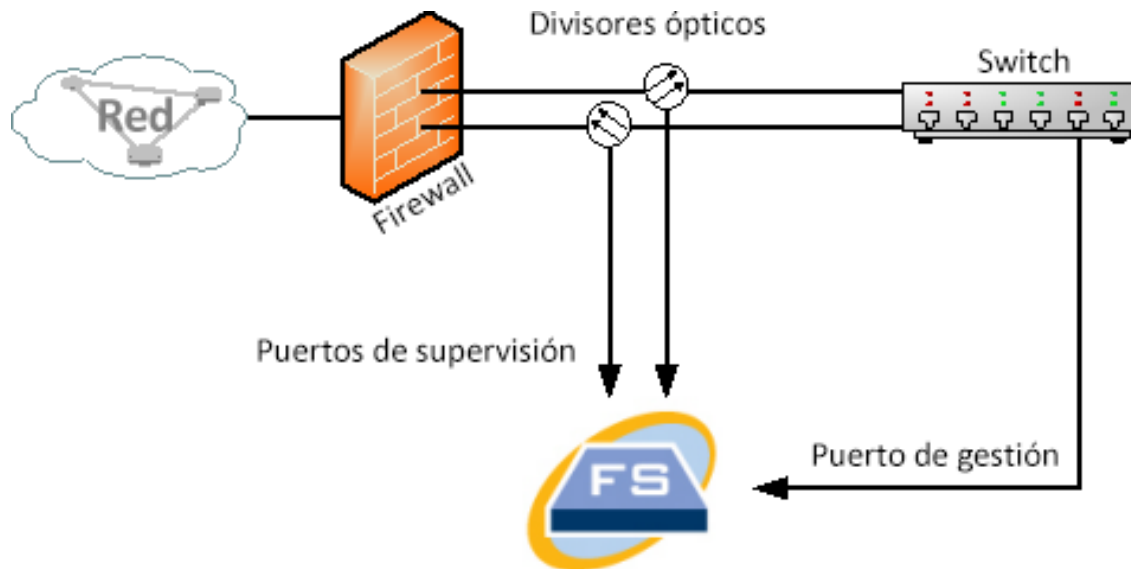 Divisores ópticos
Switch
Red
Firewall
Puertos de supervisión
Puerto de gestión
FS